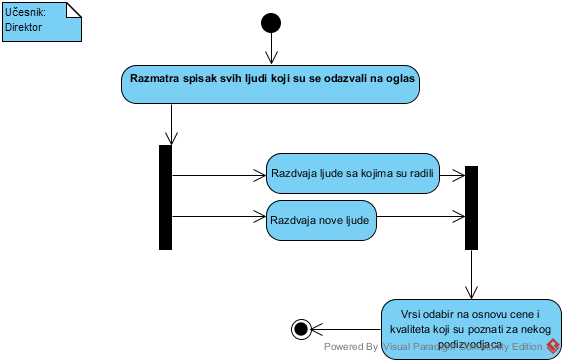 Učesnik:
Direktor
Razmatra spisak svih ljudi koji su se odazvali na oglas
Razdvaja ljude sa kojima su radili
Razdvaja nove ljude
Vrsi odabir na osnovu cene i
kvaliteta koji su poznati za nekog
podizvodjaca
Powered By Visual Paradigm Community Edition